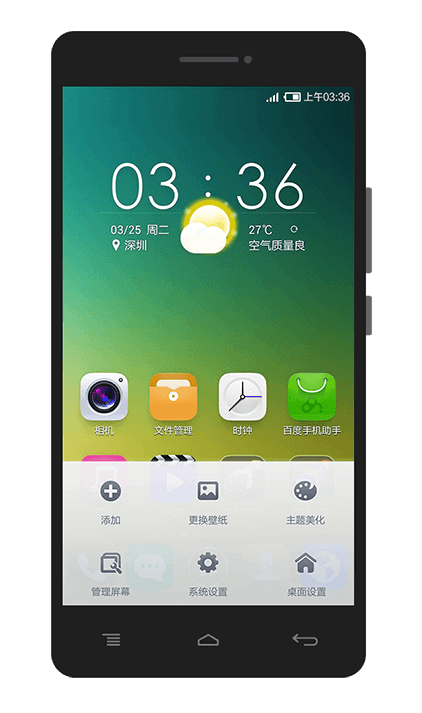 上午03:36
03:36
03/25 周二 27℃
深圳 空气质量良
相机 文件管理 时钟 百度手机助手
添加 更换壁纸 主题美化
管理屏幕 系统设置 桌面设置